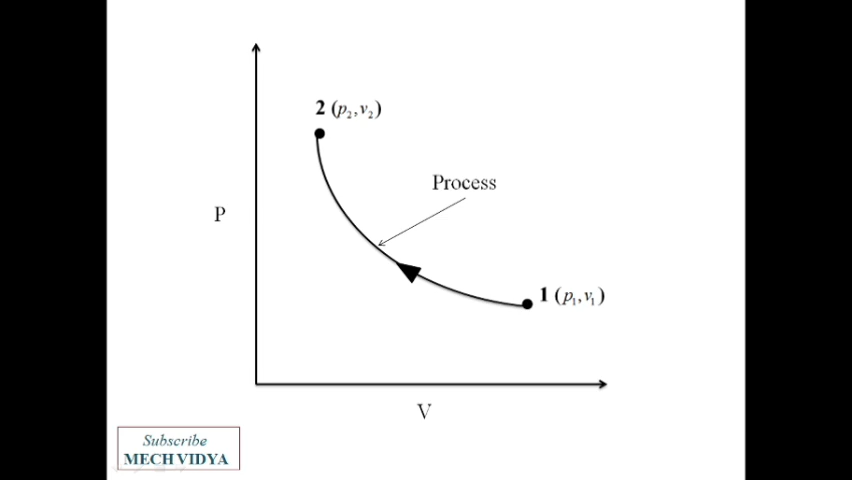 2 (p₂,v₂)
Process
P
1 (p₁,v₁)
V
Subscribe
MECH VIDYA